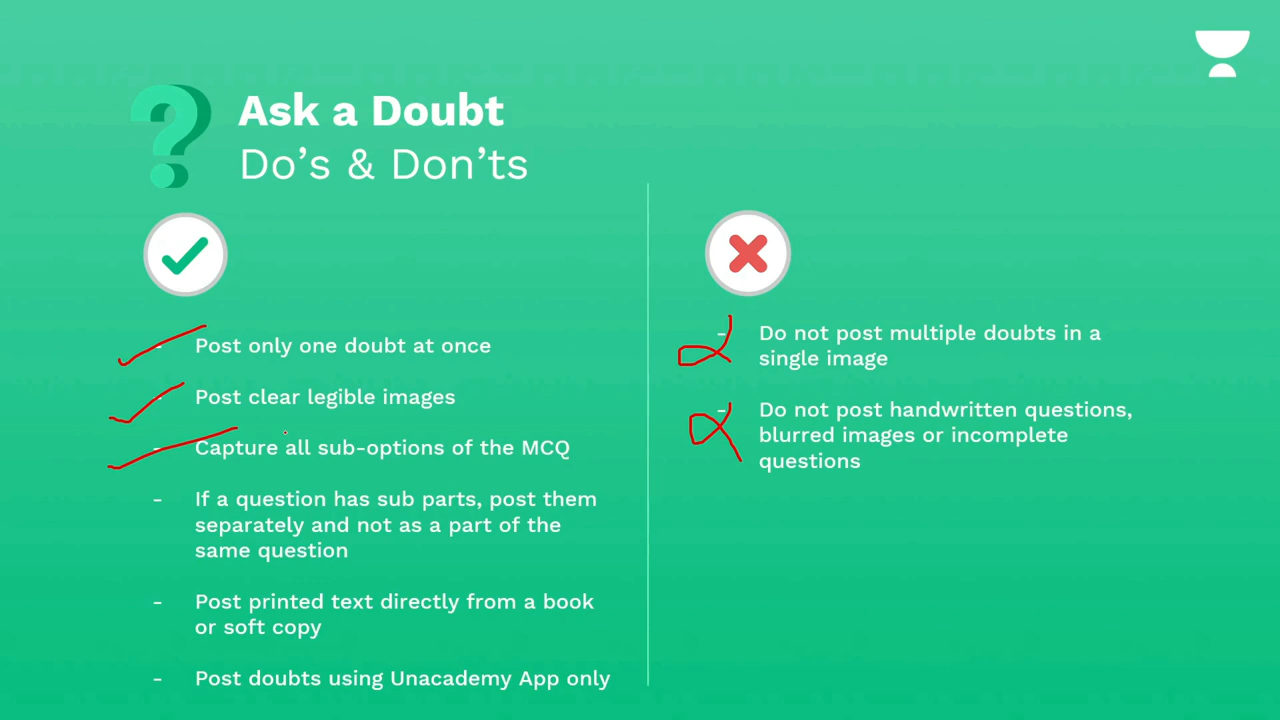 Ask a Doubt
Do's & Don'ts
- Post only one doubt at once
- Post clear legible images
- Capture all sub-options of the MCQ
- If a question has sub parts, post them
separately and not as a part of the
same question
- Post printed text directly from a book
or soft copy
- Post doubts using Unacademy App only
- Do not post multiple doubts in a
single image
- Do not post handwritten questions,
blurred images or incomplete
questions